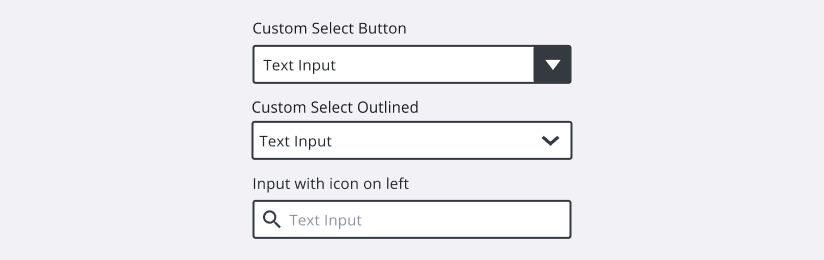 Custom Select Button
Text Input
Custom Select Outlined
Text Input
Input with icon on left
Text Input